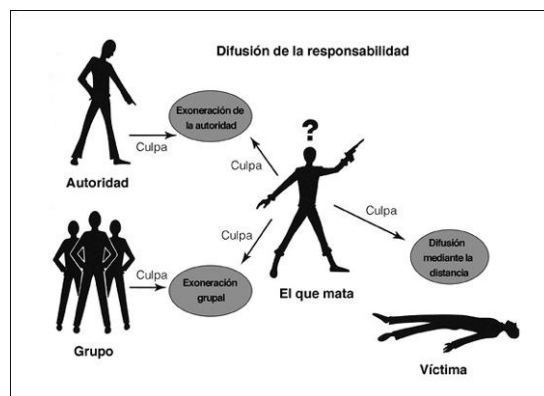 Difusión de la responsabilidad
Exoneración de
la autoridad
?
Culpa
Culpa
Autoridad
Culpa
Culpa
Culpa
Difusión
mediante la
distancia
Exoneración
grupal
El que mata
Grupo
Víctima